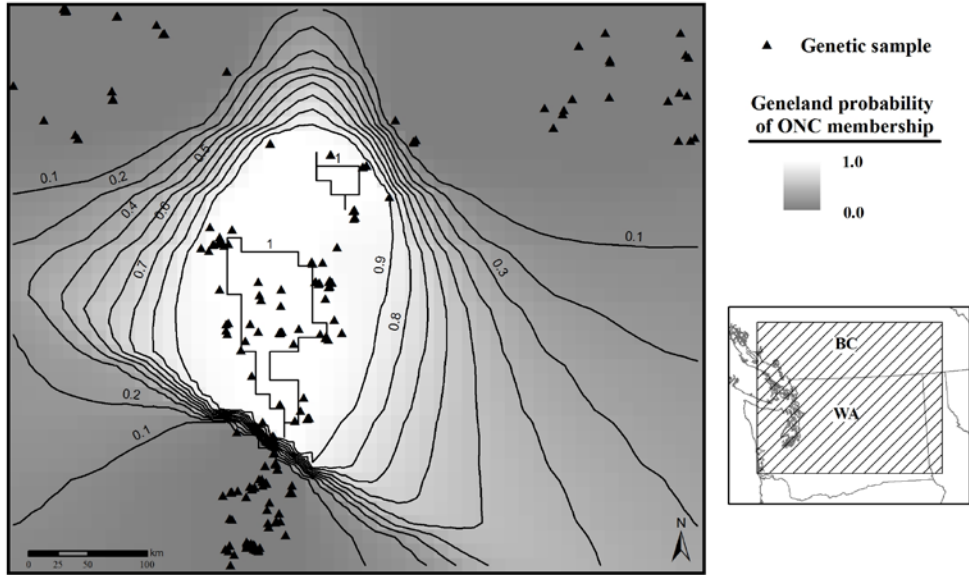 Genetic sample
Geneland probability
of ONC membership
1.0
0.0
0.1
0.2
0.4
0.5
0.6
0.7
1
1
0.9
0.8
0.3
0.1
0.2
0.1
N
km
0 25 50 100
BC
WA